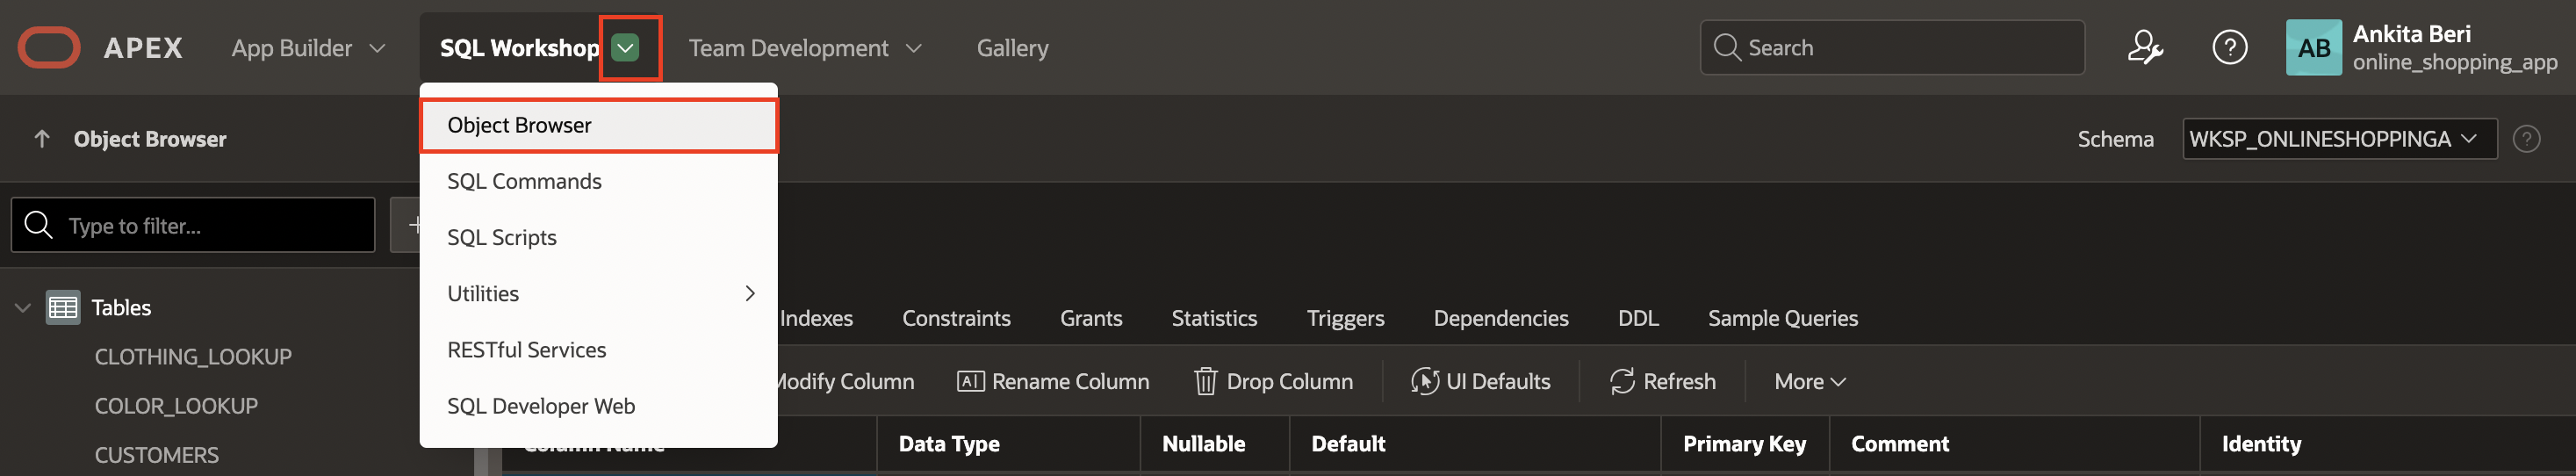 APEX App Builder SQL Workshop Team Development Gallery Search AB Ankita Beri
online_shopping_app
Object Browser Schema WKSP_ONLINESHOPPINGA
Object Browser
SQL Commands
SQL Scripts
Utilities
RESTful Services
SQL Developer Web
Type to filter...
Tables
CLOTHING_LOOKUP
COLOR_LOOKUP
CUSTOMERS
Indexes Constraints Grants Statistics Triggers Dependencies DDL Sample Queries
Modify Column Rename Column Drop Column UI Defaults Refresh More
Column Name Data Type Nullable Default Primary Key Comment Identity